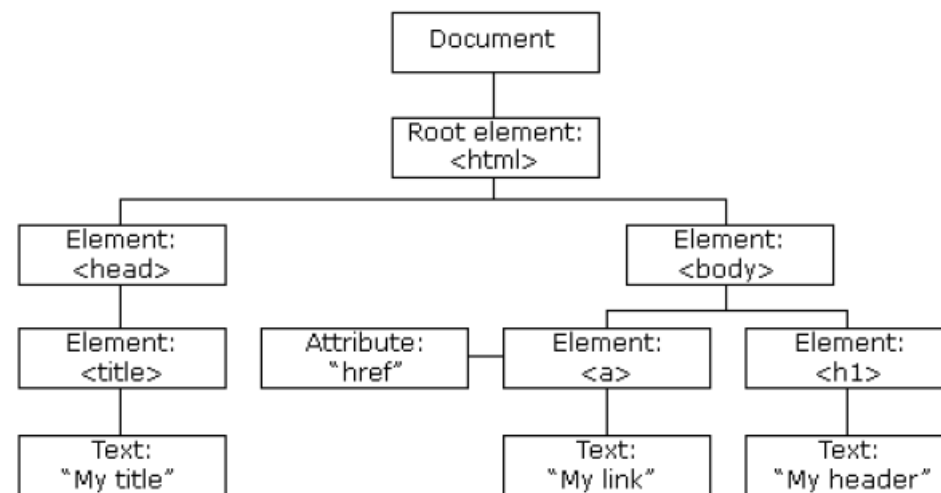 Document
Root element:
<html>
Element:
<head>
Element:
<body>
Element:
<title>
Attribute:
“href”
Element:
<a>
Element:
<h1>
Text:
“My title”
Text:
“My link”
Text:
“My header”